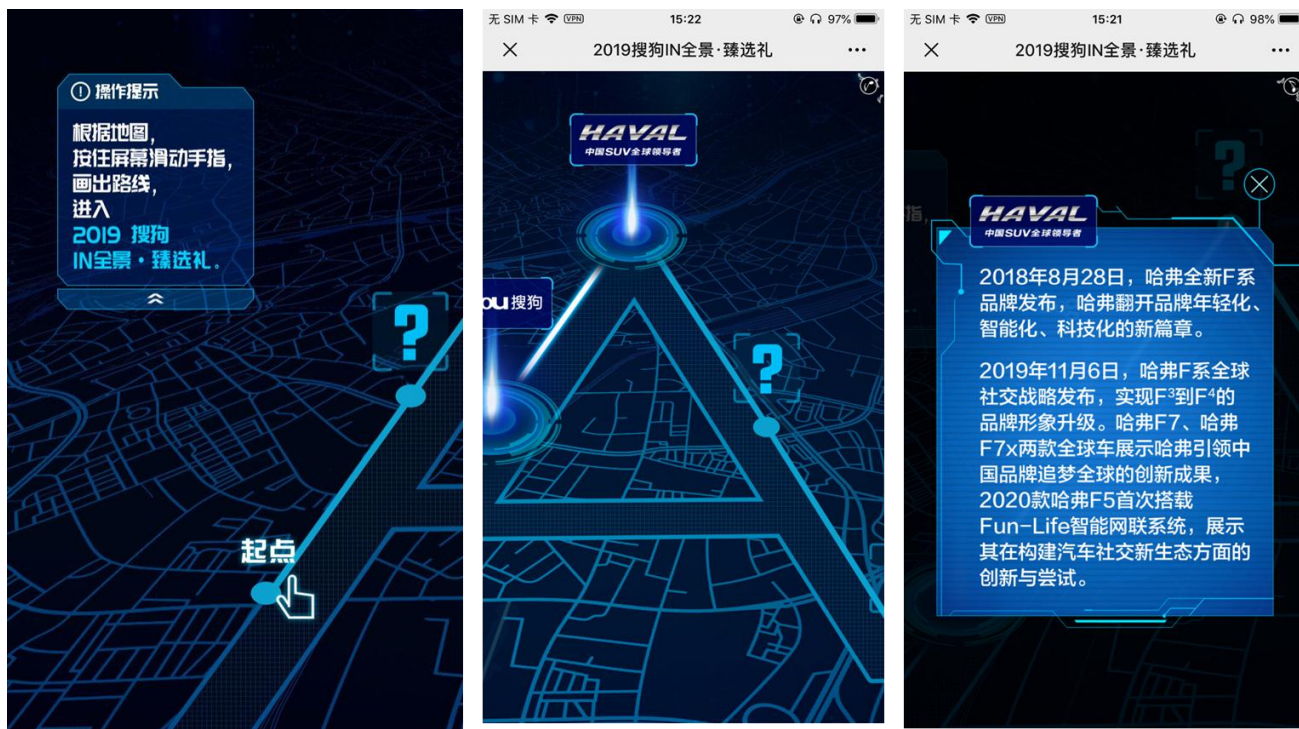 操作提示
根据地图,
按住屏幕滑动手指,
画出路线,
进入
2019 搜狗
IN全景·臻选礼。
?
起点
无 SIM 卡 VPN 15:22 97%
2019搜狗IN全景·臻选礼
HAVAL
中国SUV全球领导者
ou搜狗
?
无 SIM 卡 VPN 15:21 98%
2019搜狗IN全景·臻选礼
?
指,
HAVAL
中国SUV全球领导者
2018年8月28日，哈弗全新F系
品牌发布，哈弗翻开品牌年轻化、
智能化、科技化的新篇章。
2019年11月6日，哈弗F系全球
社交战略发布，实现F³到F⁴的
品牌形象升级。哈弗F7、哈弗
F7x两款全球车展示哈弗引领中
国品牌追梦全球的创新成果，
2020款哈弗F5首次搭载
Fun-Life智能网联系统，展示
其在构建汽车社交新生态方面的
创新与尝试。